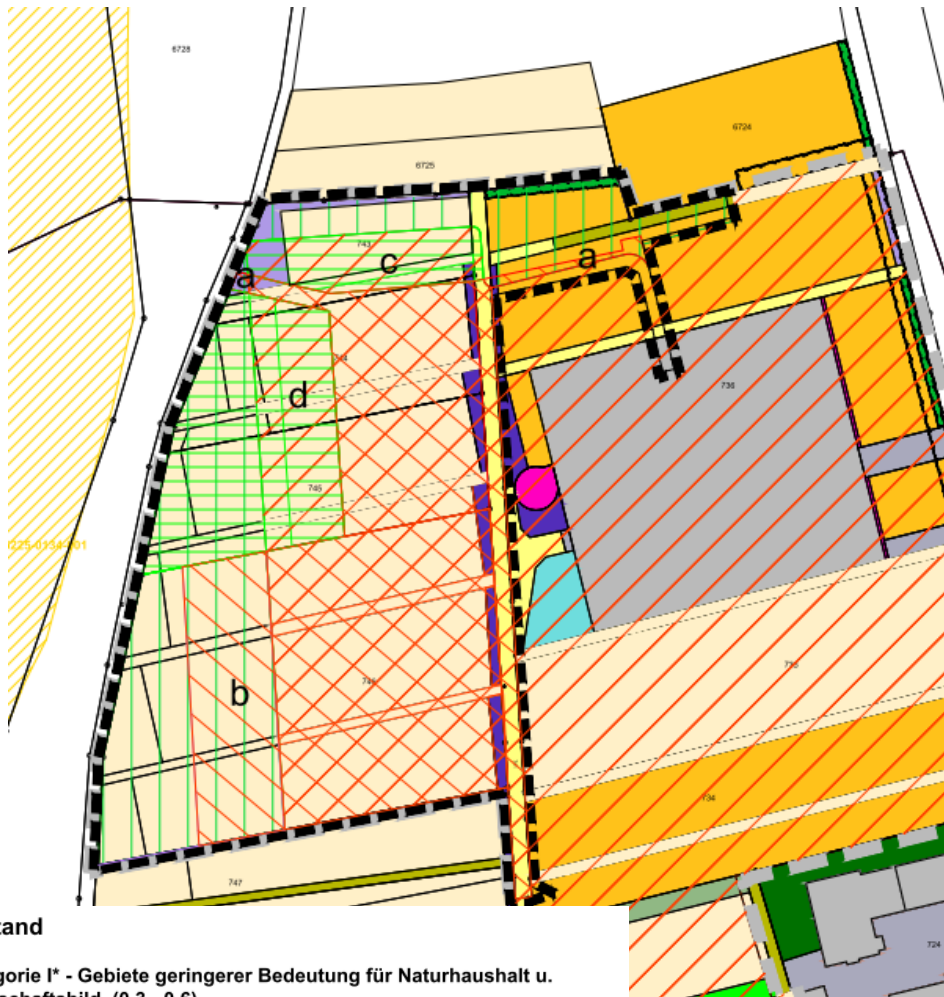 6728
6724
6725
743
c
a
a
736
d
745
b
734
747
724
tand
gorie I* - Gebiete geringerer Bedeutung für Naturhaushalt u.